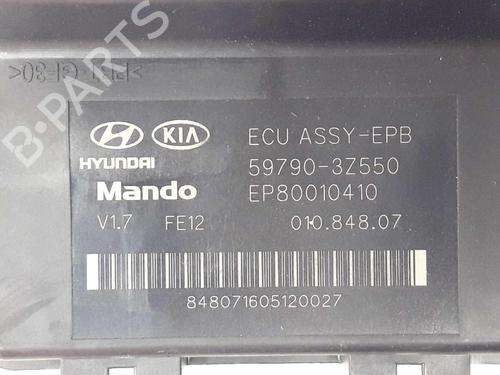 >PBT-GF30<
B-PARTS
HYUNDAI KIA ECU ASSY-EPB
59790-3Z550
Mando EP80010410
V1.7 FE12 010.848.07
848071605120027